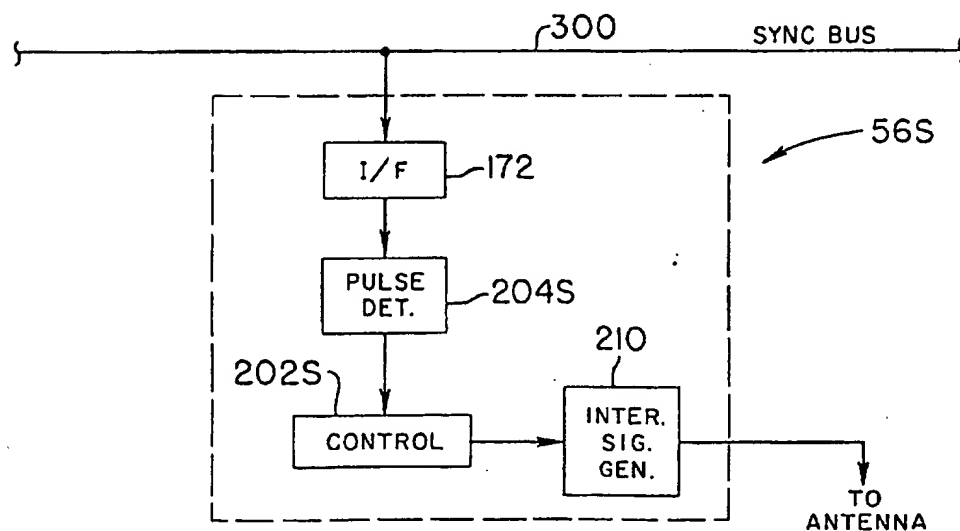 300
SYNC BUS
56S
I/F
172
PULSE
DET.
204S
202S
210
CONTROL
INTER.
SIG.
GEN.
TO
ANTENNA